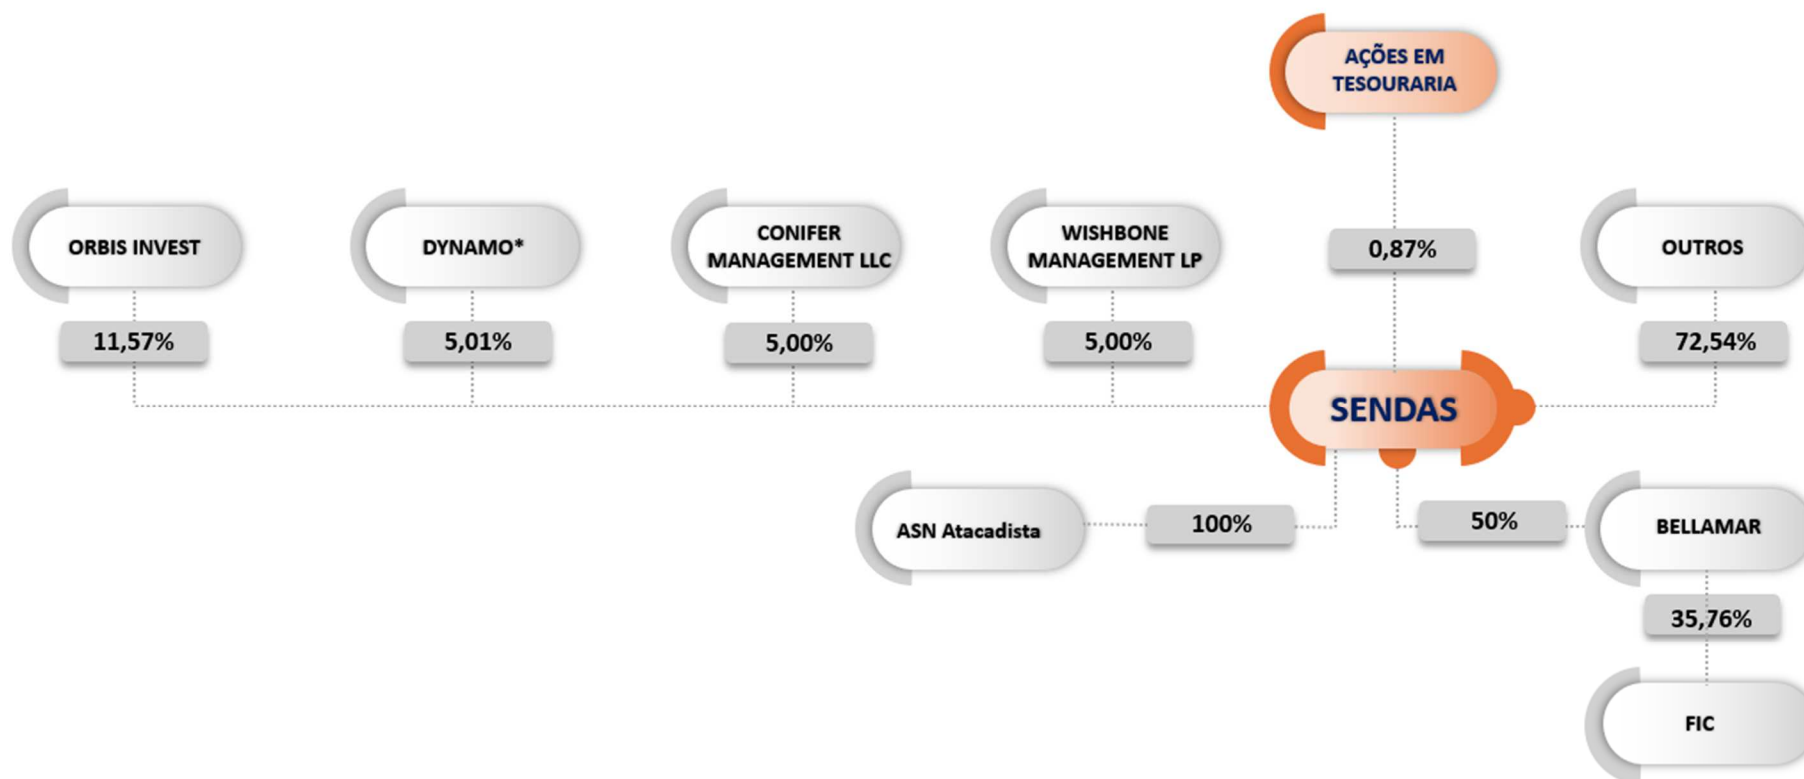 AÇÕES EM
TESOURARIA
ORBIS INVEST
DYNAMO*
CONIFER
MANAGEMENT LLC
WISHBONE
MANAGEMENT LP
0,87%
OUTROS
11,57%
5,01%
5,00%
5,00%
72,54%
SENDAS
ASN Atacadista
100%
50%
BELLAMAR
35,76%
FIC